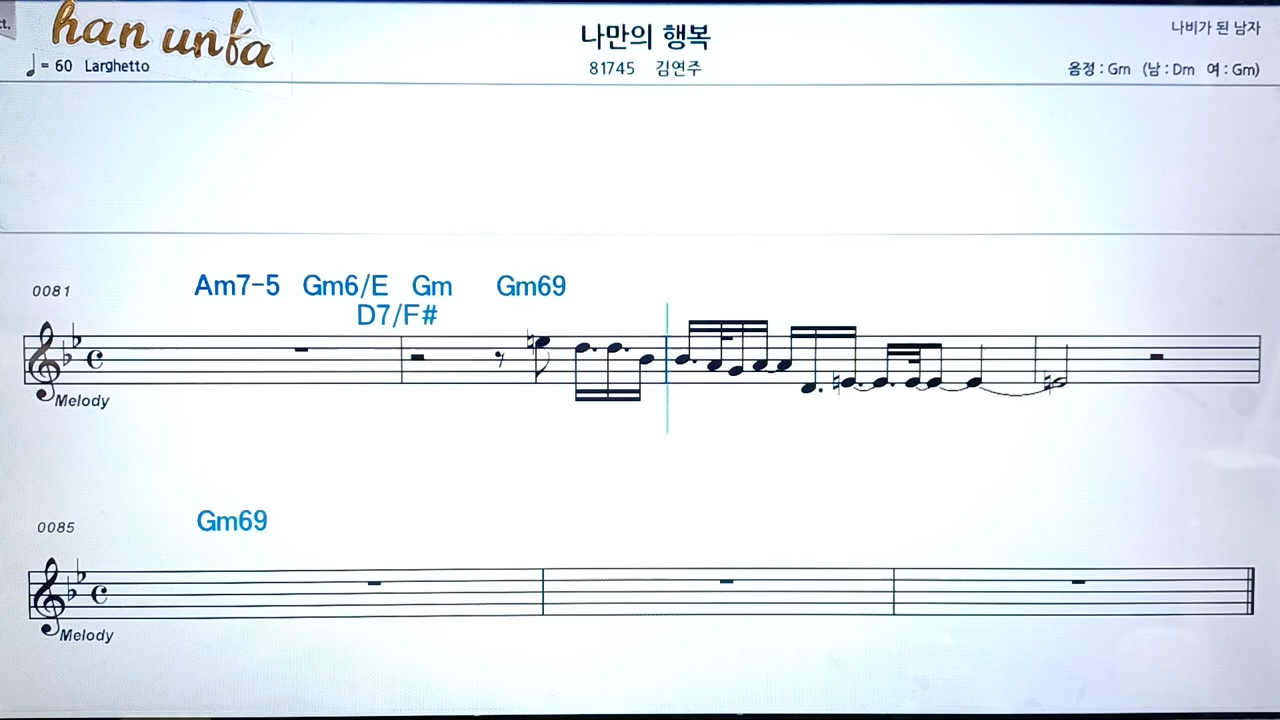 ct.
han unfa
나만의 행복
나비가 된 남자
♩ = 60 Larghetto
81745 김연주
음정 : Gm (남 : Dm 여 : Gm)
0081 Am7-5 Gm6/E Gm Gm69
D7/F#
Melody
0085 Gm69
Melody